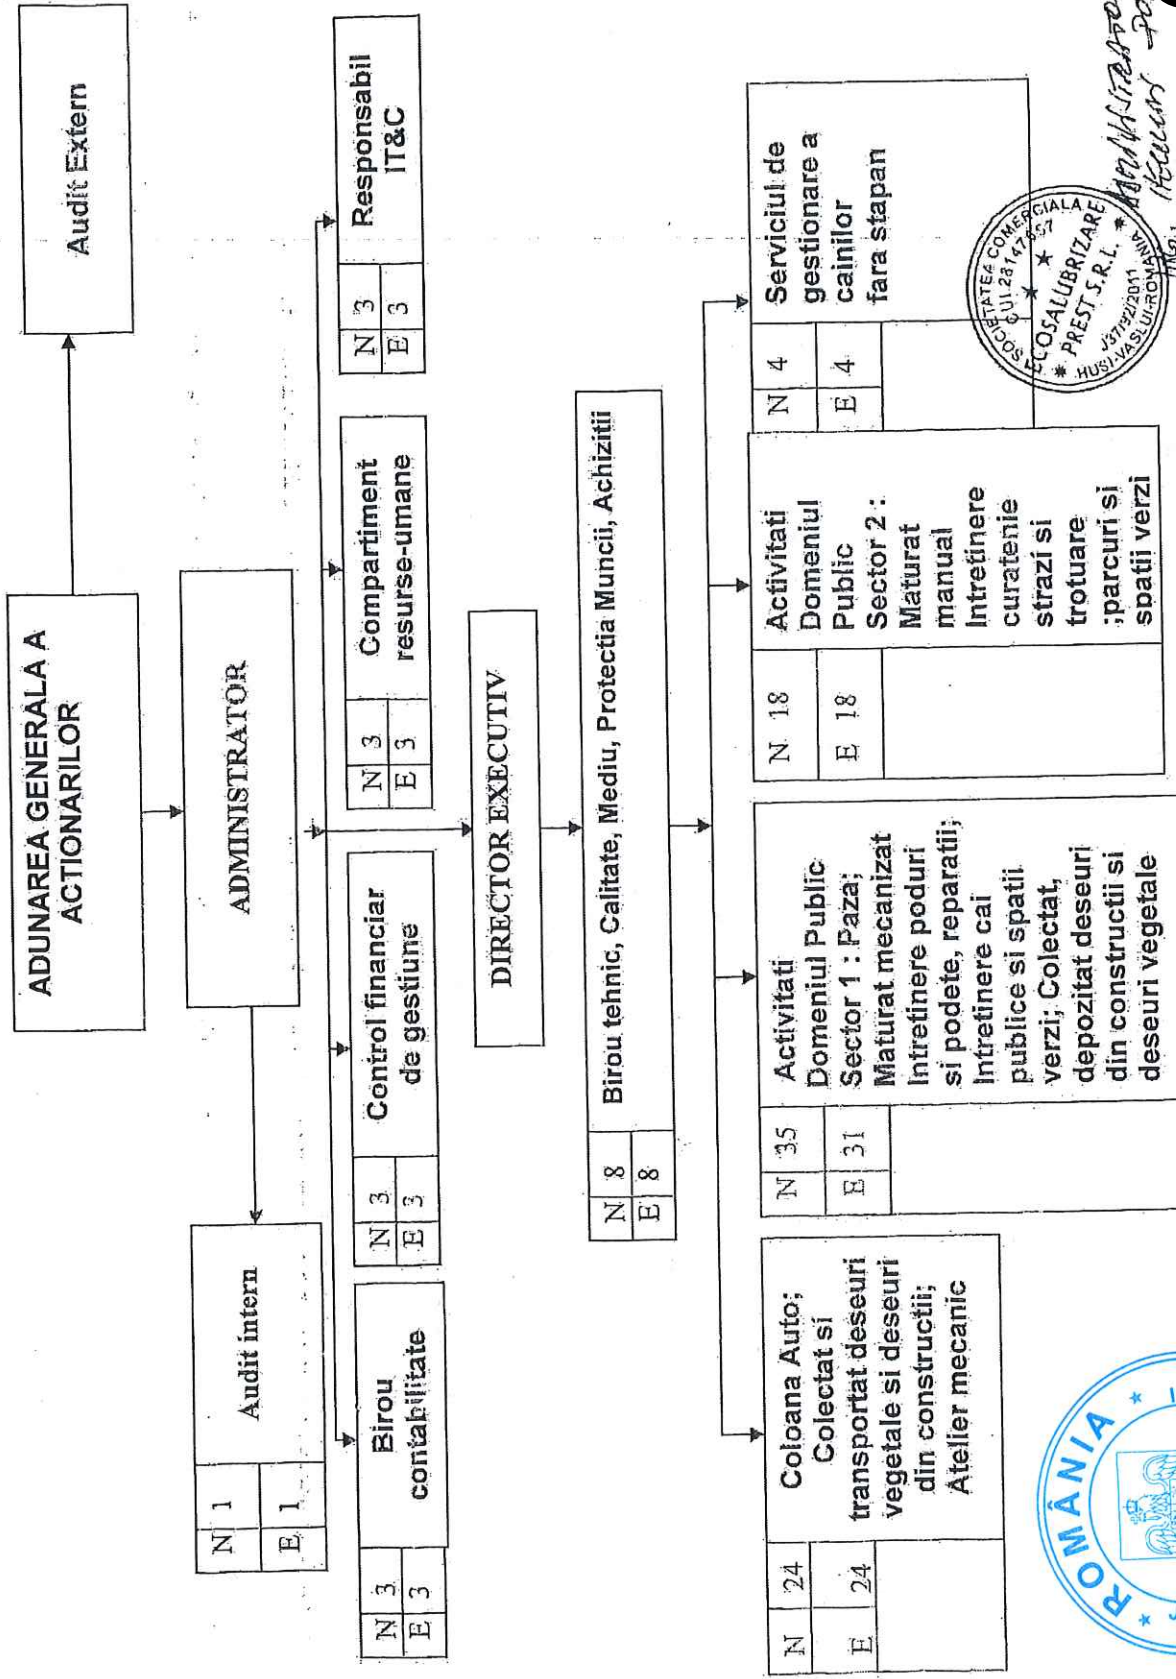 ADUNAREA GENERALA A
ACTIONARILOR
Audit Extern
ADMINISTRATOR
N 1
E 1
Audit intern
N 3
E 3
Birou
contabilitate
N 3
E 3
Control financiar
de gestiune
N 3
E 3
Compartiment
resurse-umane
N 3
E 3
Responsabil
IT&C
DIRECTOR EXECUTIV
N 8
E 8
Birou tehnic, Calitate, Mediu, Protectia Muncii, Achizitii
N 24
E 24
Coloana Auto;
Colectat si
transportat deseuri
vegetale si deseuri
din constructii;
Atelier mecanic
N 35
E 31
Activitati
Domeniul Public
Sector 1 : Paza;
Maturat mecanizat
Intretinere poduri
si podete, reparatii;
Intretinere cai
publice si spatii
verzi; Colectat,
depozitat deseuri
din constructii si
deseuri vegetale
N 18
E 18
Activitati
Domeniul
Public
Sector 2 :
Maturat
manual
Intretinere
curatenie
strazi si
trotuare
;parcuri si
spatii verzi
N 4
E 4
Serviciul de
gestionare a
cainilor
fara stapan
SOCIETATEA COMERCIALA
ECOSALUBRIZARE
PREST S.R.L.
J37/92/2011
HUSI-VASLUI-ROMANIA
ROMÂNIA